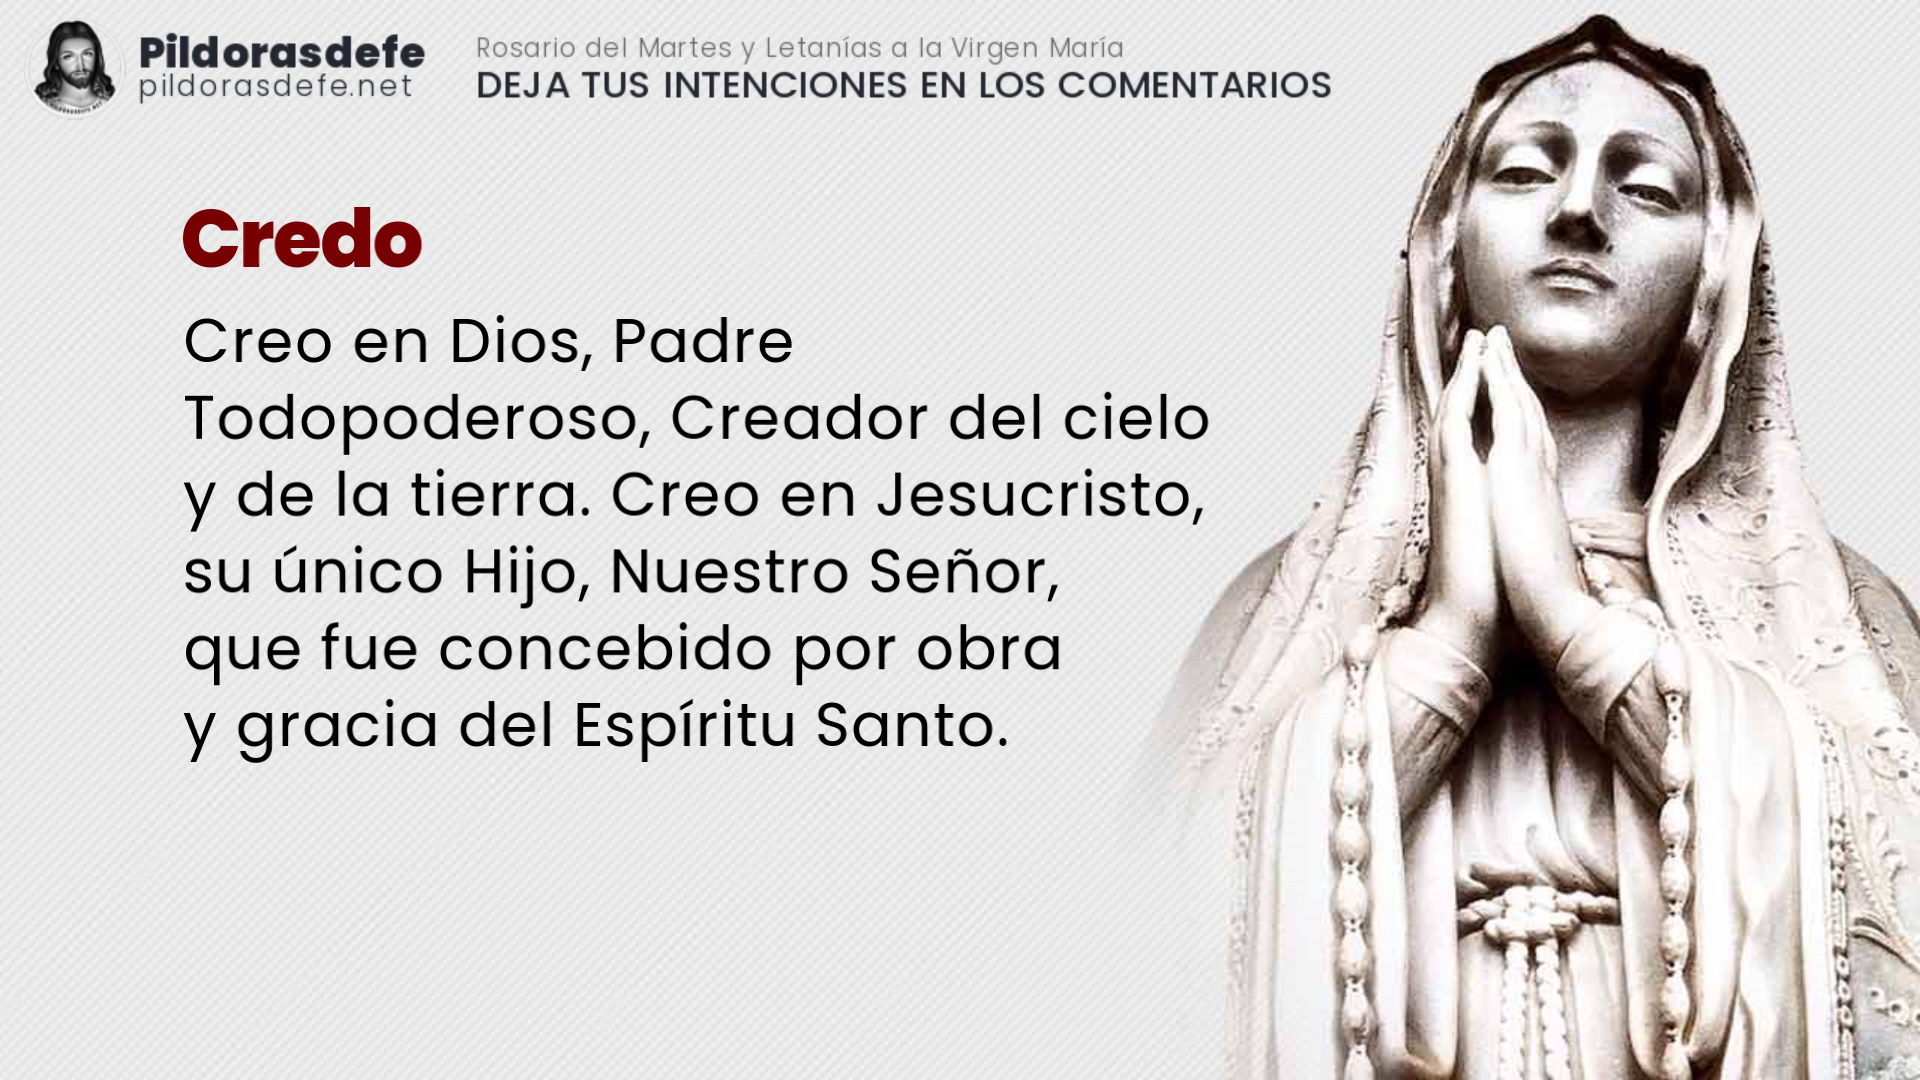 Pildorasdefe
pildorasdefe.net
Rosario del Martes y Letanías a la Virgen María
DEJA TUS INTENCIONES EN LOS COMENTARIOS
Credo
Creo en Dios, Padre
Todopoderoso, Creador del cielo
y de la tierra. Creo en Jesucristo,
su único Hijo, Nuestro Señor,
que fue concebido por obra
y gracia del Espíritu Santo.